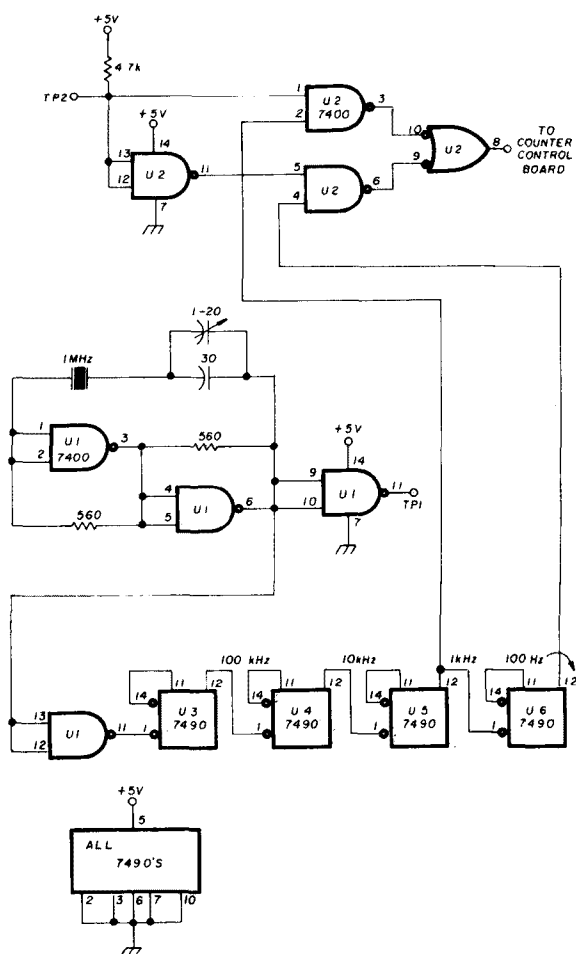 +5V
4.7k
TP2
+5V
14
13
12
U2
11
7
1
2
U2
7400
3
5
4
U2
6
10
9
U2
8
TO
COUNTER
CONTROL
BOARD
1-20
1MHz
30
1
2
U1
7400
3
560
560
4
5
U1
6
+5V
14
9
10
U1
11
TP1
7
13
12
U1
11
100 kHz
10kHz
1kHz
100 Hz
14
11
12
1
U3
7490
14
11
12
1
U4
7490
14
11
12
1
U5
7490
14
11
12
1
U6
7490
+5V
5
ALL
7490'S
2
3
6
7
10